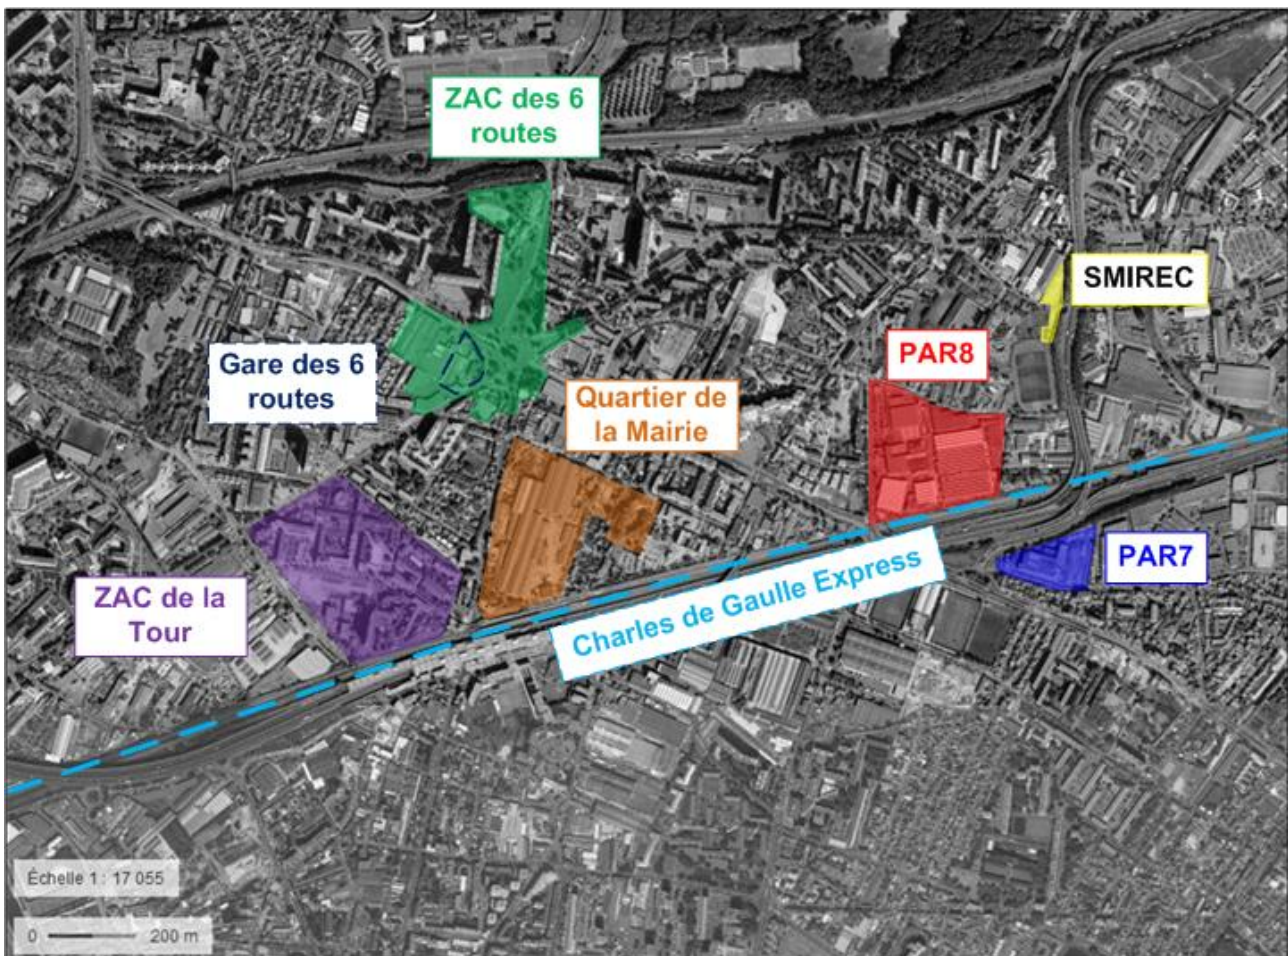 ZAC des 6
routes
SMIREC
PAR8
Gare des 6
routes
Quartier de
la Mairie
PAR7
Charles de Gaulle Express
ZAC de la
Tour
Échelle 1 : 17 055
0 200 m